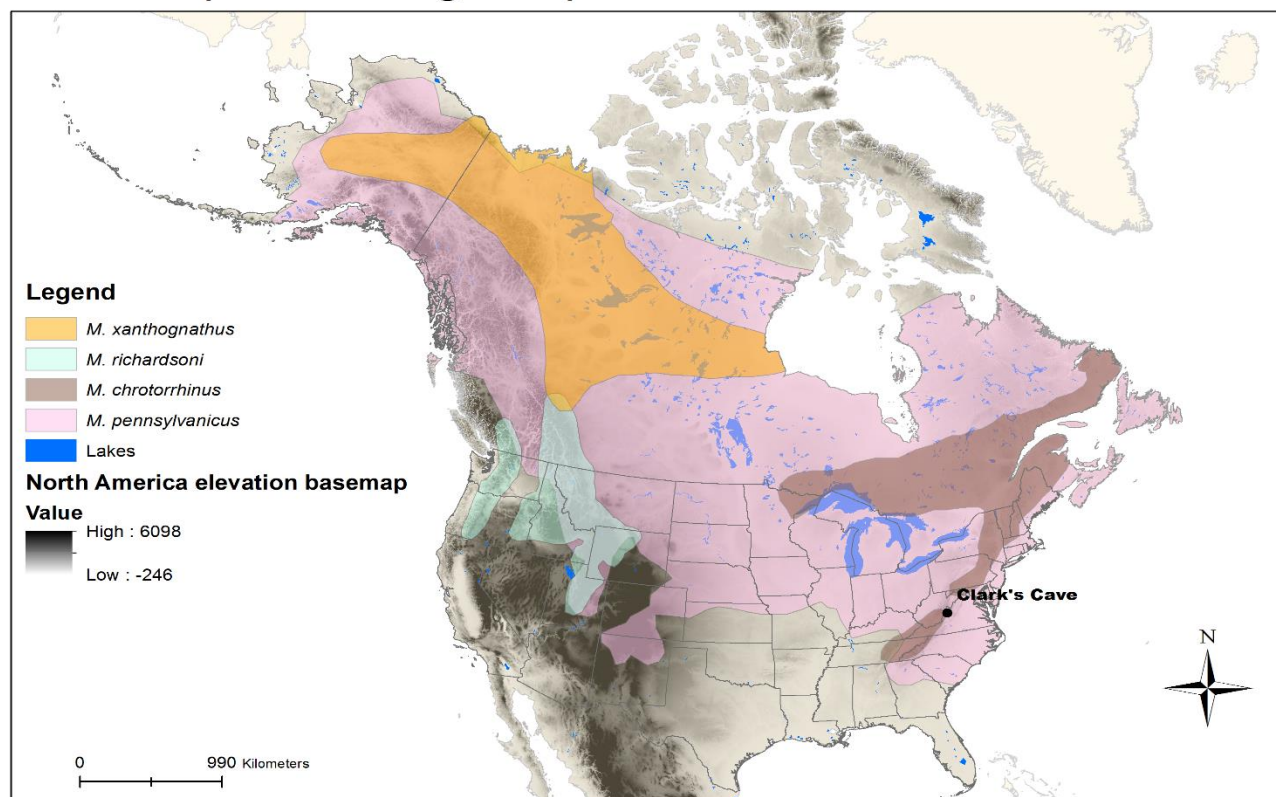 Legend
M. xanthognathus
M. richardsoni
M. chrotorrhinus
M. pennsylvanicus
Lakes
North America elevation basemap
Value
High : 6098
Low : -246
Clark's Cave
N
0 990 Kilometers